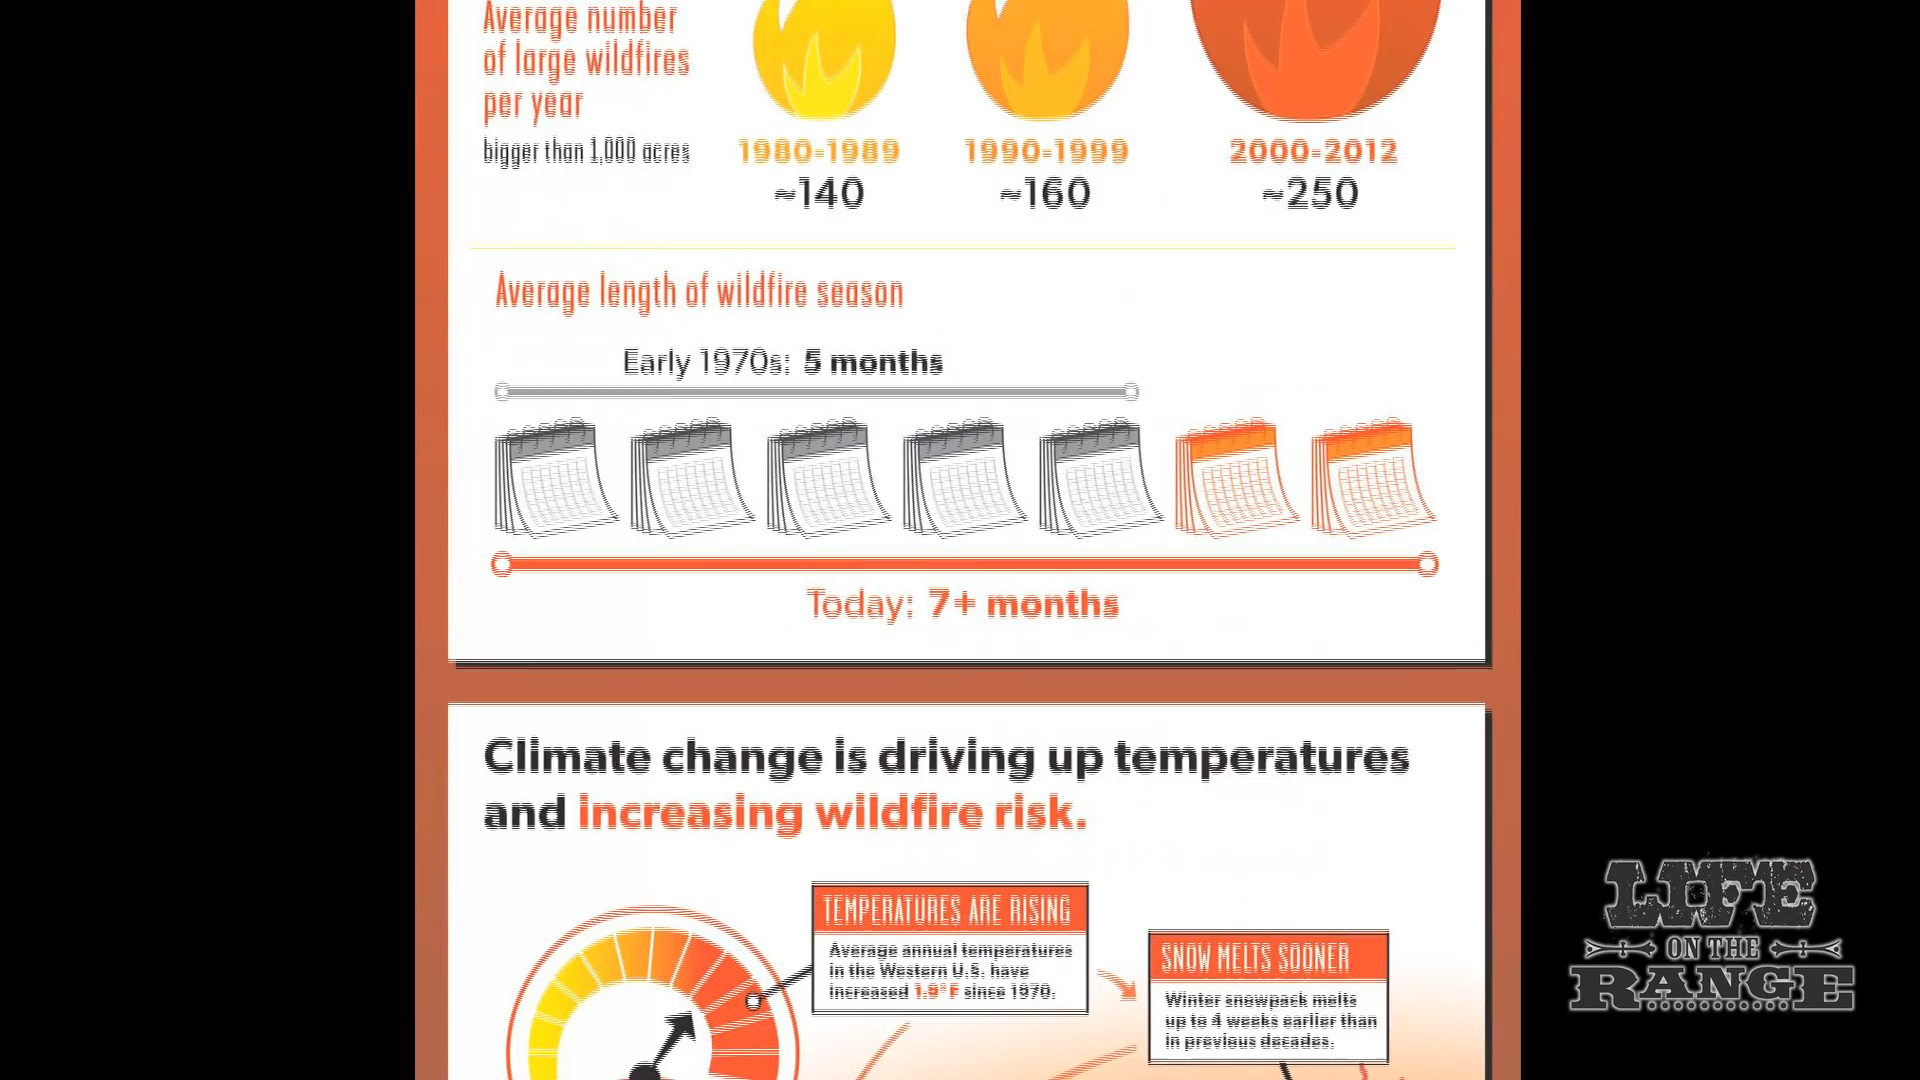 Average number
of large wildfires
per year
bigger than 1,000 acres
1980-1989
~140
1990-1999
~160
2000-2012
~250
Average length of wildfire season
Early 1970s: 5 months
Today: 7+ months
Climate change is driving up temperatures
and increasing wildfire risk.
TEMPERATURES ARE RISING
Average annual temperatures
in the Western U.S. have
increased 1.9° F since 1970.
SNOW MELTS SOONER
Winter snowpack melts
up to 4 weeks earlier than
in previous decades.
LIFE
ON THE
RANGE